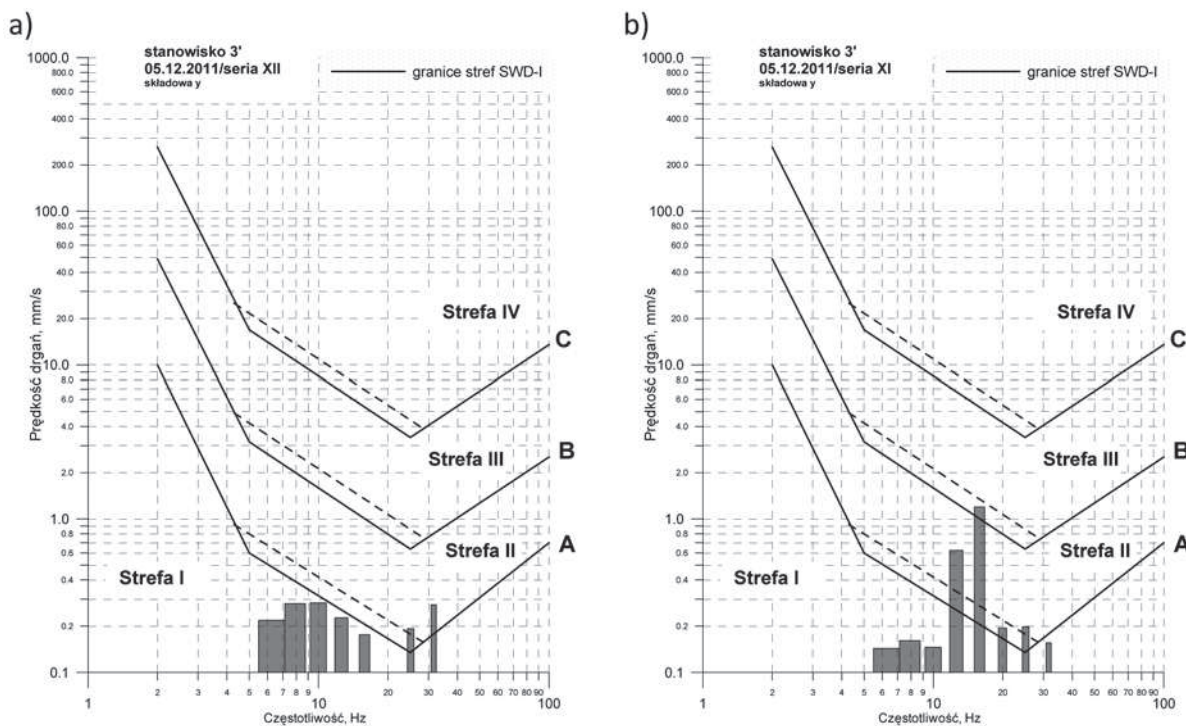 a)
stanowisko 3'
05.12.2011/seria XII
składowa y
granice stref SWD-I
Prędkość drgań, mm/s
1000.0
800.0
600.0
400.0
200.0
100.0
80.0
60.0
40.0
20.0
10.0
8.0
6.0
4.0
2.0
1.0
0.8
0.6
0.4
0.2
0.1
Strefa IV
C
Strefa III
B
Strefa II
A
Strefa I
1 2 3 4 5 6 7 8 9 10 20 30 40 50 60 70 80 90 100
Częstotliwość, Hz
b)
stanowisko 3'
05.12.2011/seria XI
składowa y
granice stref SWD-I
Prędkość drgań, mm/s
1000.0
800.0
600.0
400.0
200.0
100.0
80.0
60.0
40.0
20.0
10.0
8.0
6.0
4.0
2.0
1.0
0.8
0.6
0.4
0.2
0.1
Strefa IV
C
Strefa III
B
Strefa II
A
Strefa I
1 2 3 4 5 6 7 8 9 10 20 30 40 50 60 70 80 90 100
Częstotliwość, Hz